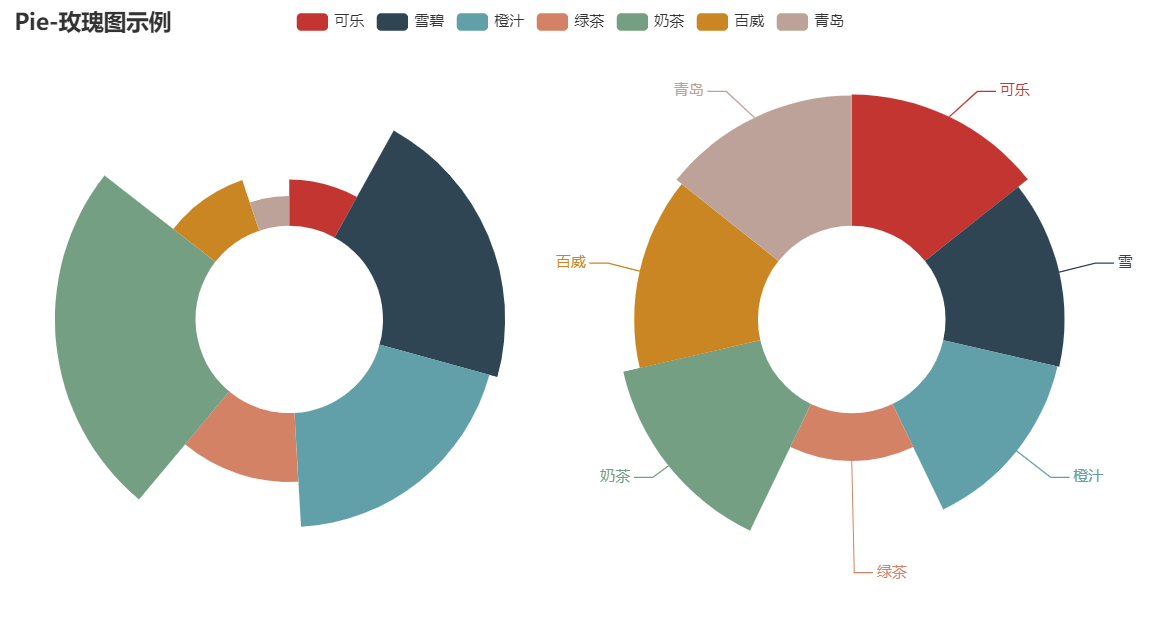 Pie-玫瑰图示例
可乐 雪碧 橙汁 绿茶 奶茶 百威 青岛
青岛
可乐
百威
雪
奶茶
橙汁
绿茶